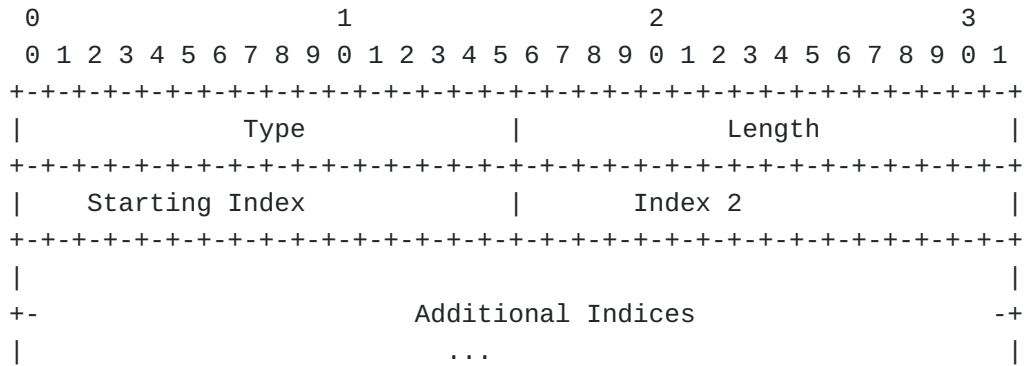 0                   1                   2                   3
 0 1 2 3 4 5 6 7 8 9 0 1 2 3 4 5 6 7 8 9 0 1 2 3 4 5 6 7 8 9 0 1
+-+-+-+-+-+-+-+-+-+-+-+-+-+-+-+-+-+-+-+-+-+-+-+-+-+-+-+-+-+-+-+-+
|              Type             |             Length            |
+-+-+-+-+-+-+-+-+-+-+-+-+-+-+-+-+-+-+-+-+-+-+-+-+-+-+-+-+-+-+-+-+
|    Starting Index             |       Index 2                 |
+-+-+-+-+-+-+-+-+-+-+-+-+-+-+-+-+-+-+-+-+-+-+-+-+-+-+-+-+-+-+-+-+
|                                                               |
+-                        Additional Indices                   -+
|                           ...                                 |